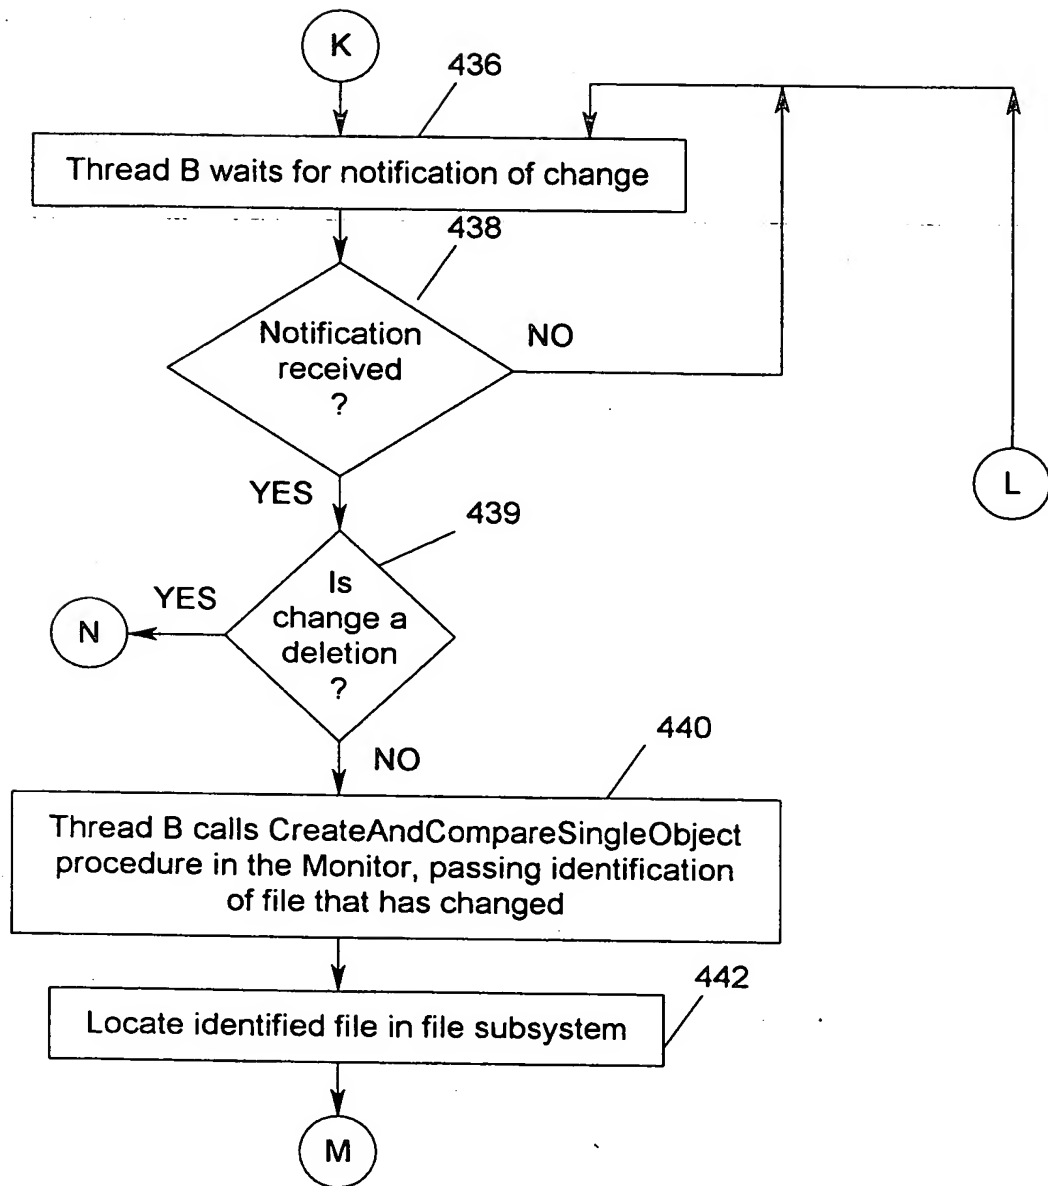 K
436
Thread B waits for notification of change
438
Notification
received
?
NO
YES
L
439
Is
change a
deletion
?
YES
N
NO
440
Thread B calls CreateAndCompareSingleObject
procedure in the Monitor, passing identification
of file that has changed
442
Locate identified file in file subsystem
M